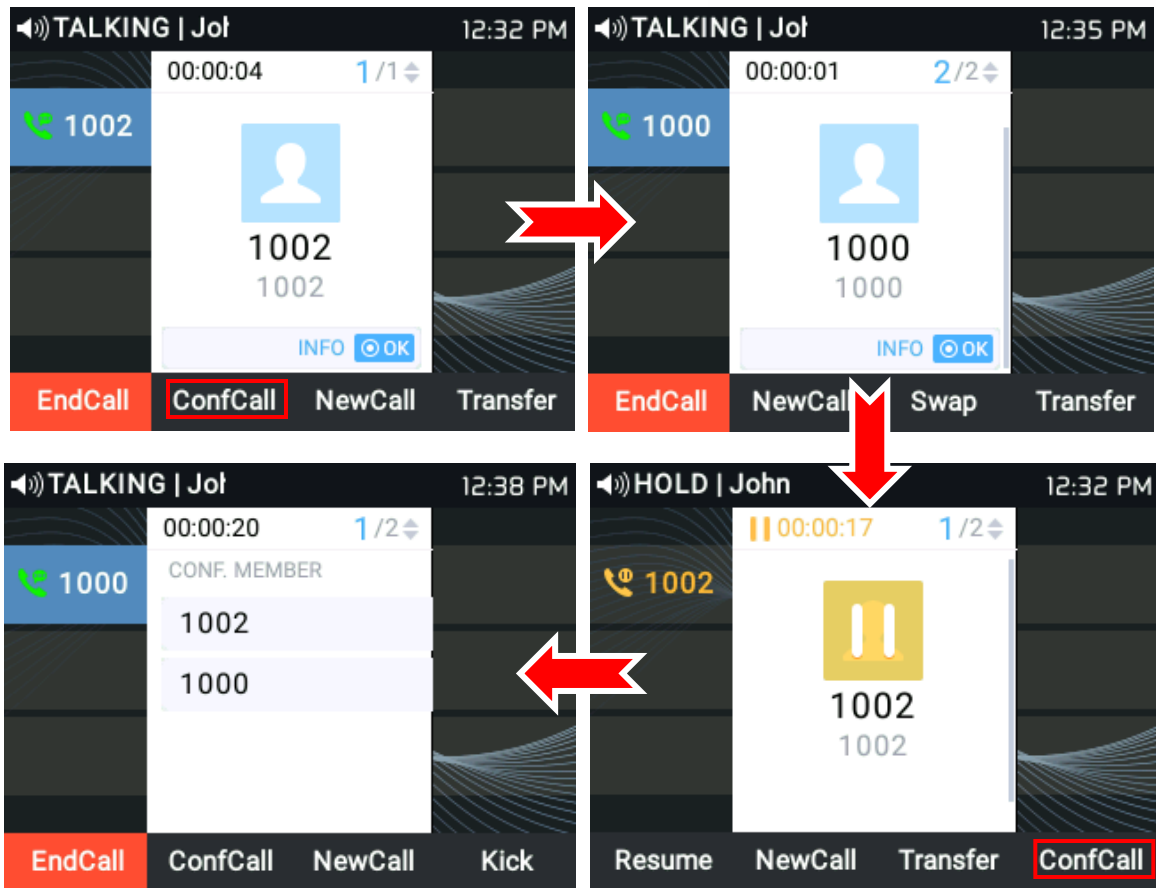 TALKING | Joh
12:32 PM
00:00:04
1/1
1002
1002
1002
INFO OK
EndCall
ConfCall
NewCall
Transfer
TALKING | Joh
12:35 PM
00:00:01
2/2
1000
1000
1000
INFO OK
EndCall
NewCall
Swap
Transfer
TALKING | Joh
12:38 PM
00:00:20
1/2
1000
CONF. MEMBER
1002
1000
EndCall
ConfCall
NewCall
Kick
HOLD | John
12:32 PM
00:00:17
1/2
1002
1002
1002
Resume
NewCall
Transfer
ConfCall